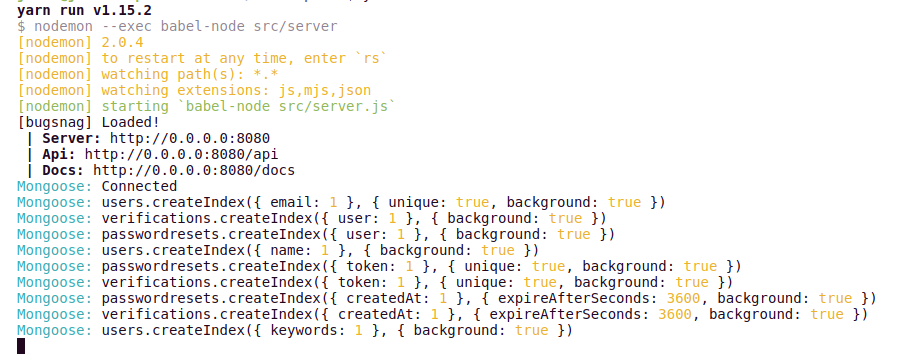 yarn run v1.15.2
$ nodemon --exec babel-node src/server
[nodemon] 2.0.4
[nodemon] to restart at any time, enter `rs`
[nodemon] watching path(s): *.*
[nodemon] watching extensions: js,mjs,json
[nodemon] starting `babel-node src/server.js`
[bugsnag] Loaded!
| Server: http://0.0.0.0:8080
| Api: http://0.0.0.0:8080/api
| Docs: http://0.0.0.0:8080/docs
Mongoose: Connected
Mongoose: users.createIndex({ email: 1 }, { unique: true, background: true })
Mongoose: verifications.createIndex({ user: 1 }, { background: true })
Mongoose: passwordresets.createIndex({ user: 1 }, { background: true })
Mongoose: users.createIndex({ name: 1 }, { background: true })
Mongoose: passwordresets.createIndex({ token: 1 }, { unique: true, background: true })
Mongoose: verifications.createIndex({ token: 1 }, { unique: true, background: true })
Mongoose: passwordresets.createIndex({ createdAt: 1 }, { expireAfterSeconds: 3600, background: true })
Mongoose: verifications.createIndex({ createdAt: 1 }, { expireAfterSeconds: 3600, background: true })
Mongoose: users.createIndex({ keywords: 1 }, { background: true })